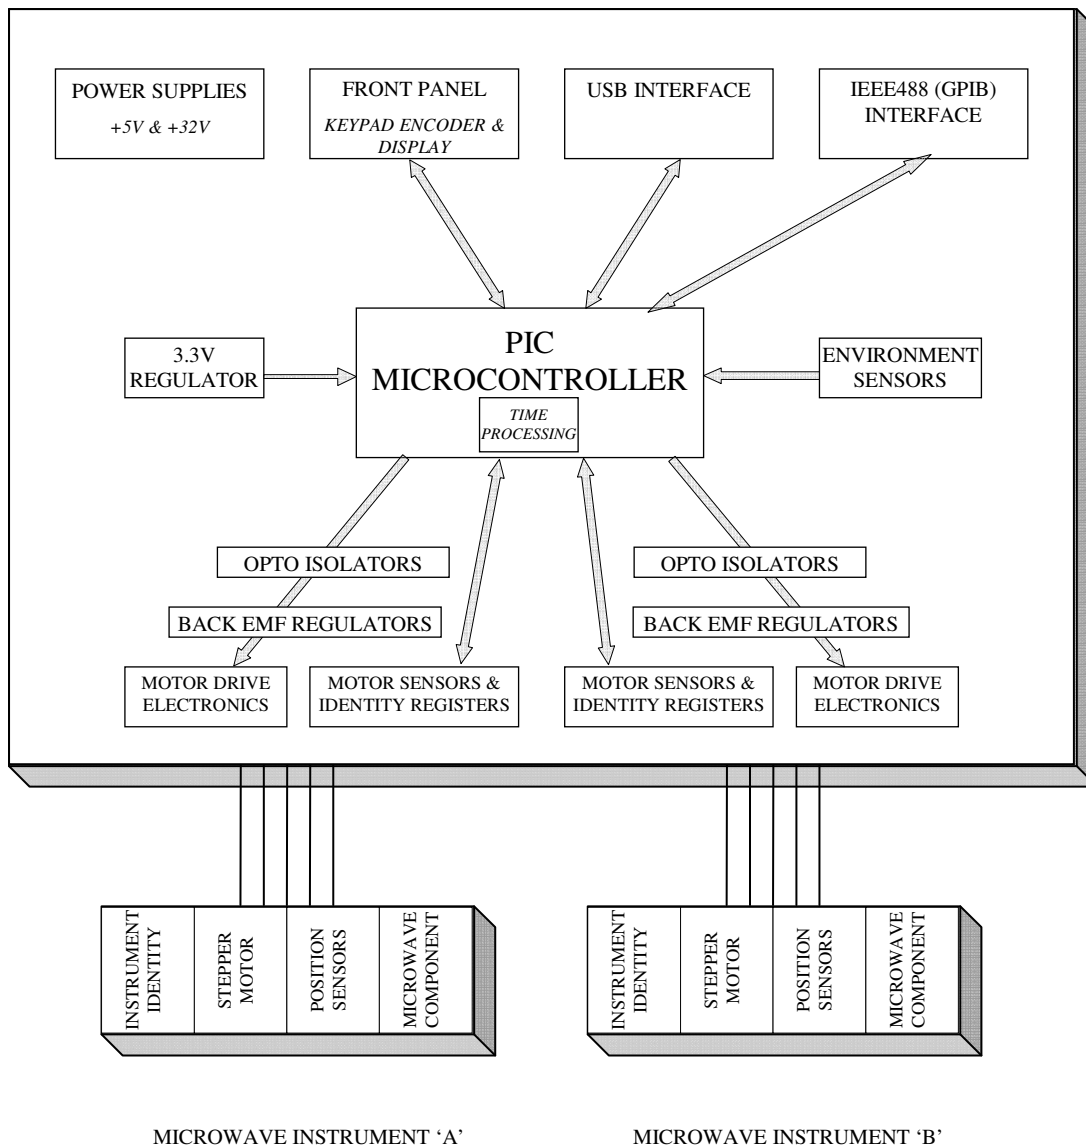 POWER SUPPLIES
+5V & +32V
FRONT PANEL
KEYPAD ENCODER &
DISPLAY
USB INTERFACE
IEEE488 (GPIB)
INTERFACE
3.3V
REGULATOR
PIC
MICROCONTROLLER
TIME
PROCESSING
ENVIRONMENT
SENSORS
OPTO ISOLATORS
OPTO ISOLATORS
BACK EMF REGULATORS
BACK EMF REGULATORS
MOTOR DRIVE
ELECTRONICS
MOTOR SENSORS &
IDENTITY REGISTERS
MOTOR SENSORS &
IDENTITY REGISTERS
MOTOR DRIVE
ELECTRONICS
INSTRUMENT
IDENTITY
STEPPER
MOTOR
POSITION
SENSORS
MICROWAVE
COMPONENT
INSTRUMENT
IDENTITY
STEPPER
MOTOR
POSITION
SENSORS
MICROWAVE
COMPONENT
MICROWAVE INSTRUMENT ‘A’
MICROWAVE INSTRUMENT ‘B’